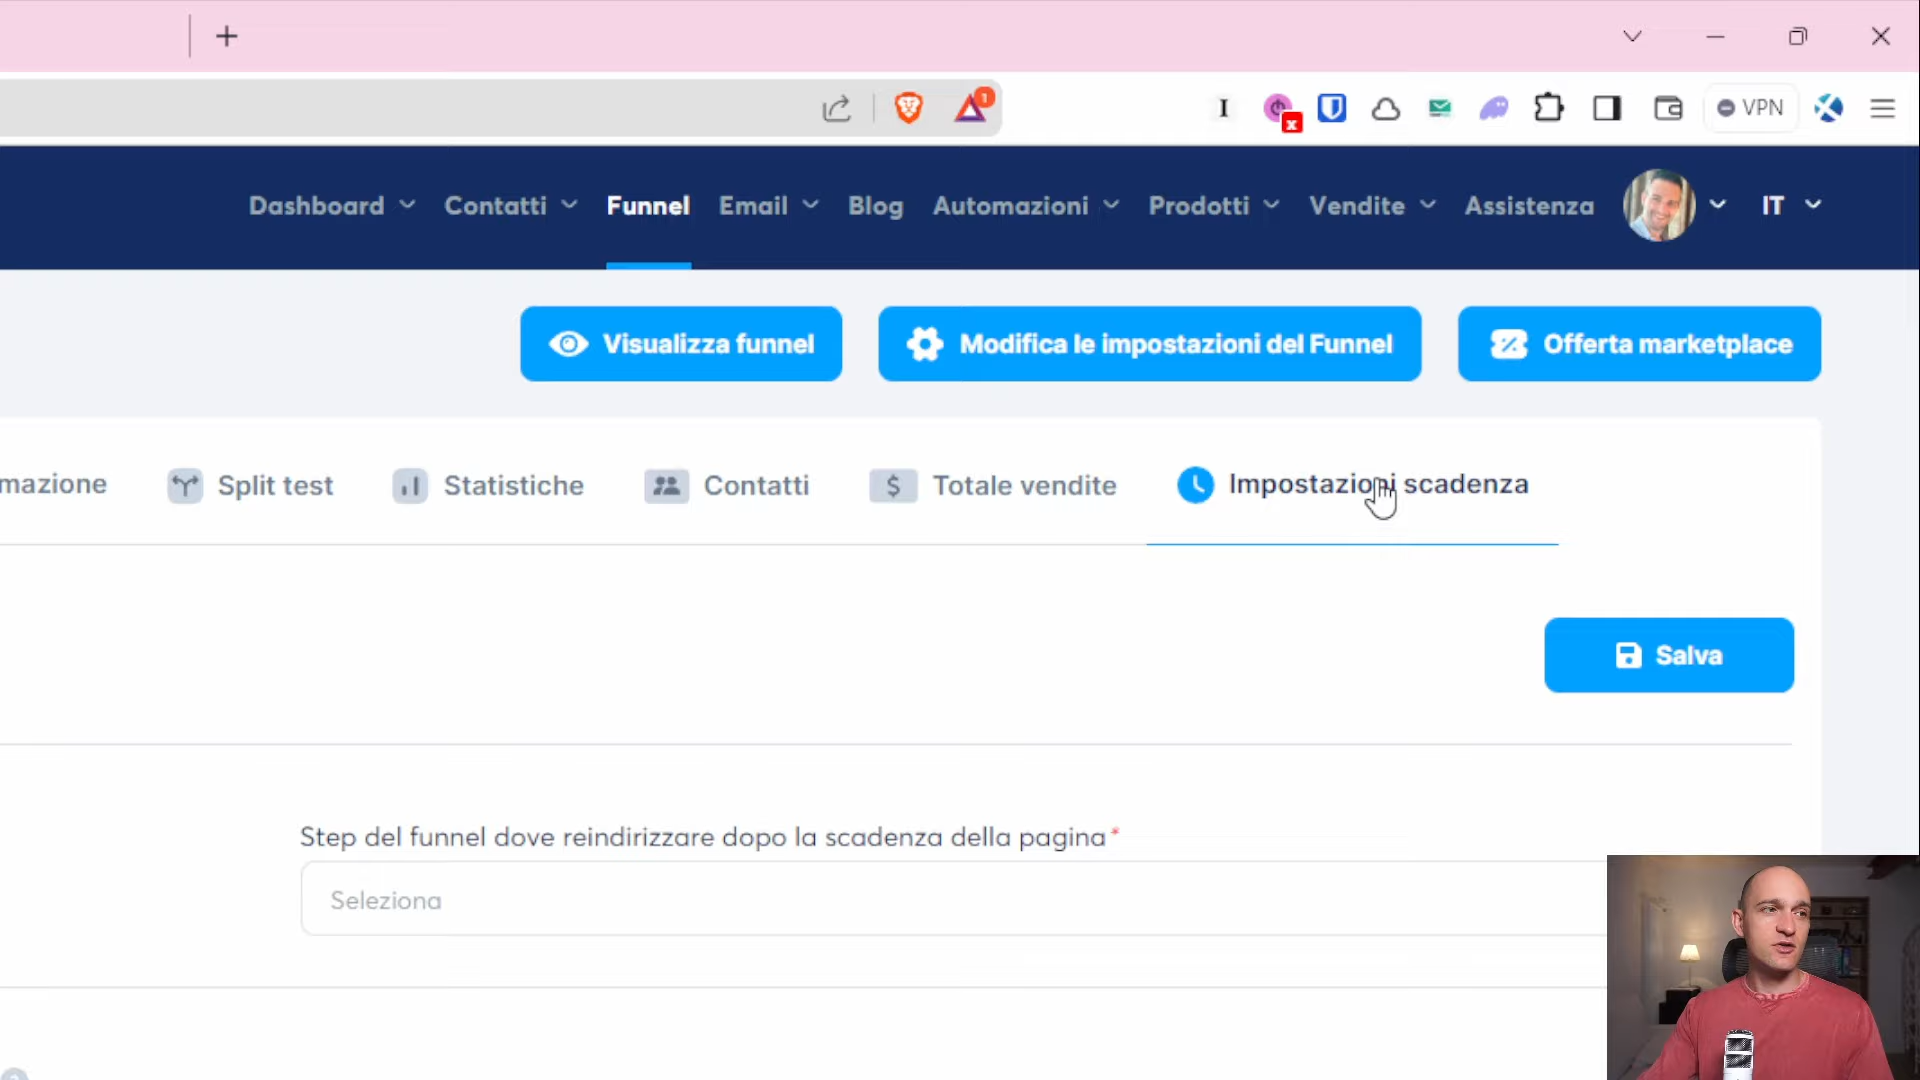 1
I
x
VPN
Dashboard
Contatti
Funnel
Email
Blog
Automazioni
Prodotti
Vendite
Assistenza
IT
Visualizza funnel
Modifica le impostazioni del Funnel
Offerta marketplace
mazione
Split test
Statistiche
Contatti
$ Totale vendite
Impostazioni scadenza
Salva
Step del funnel dove reindirizzare dopo la scadenza della pagina*
Seleziona